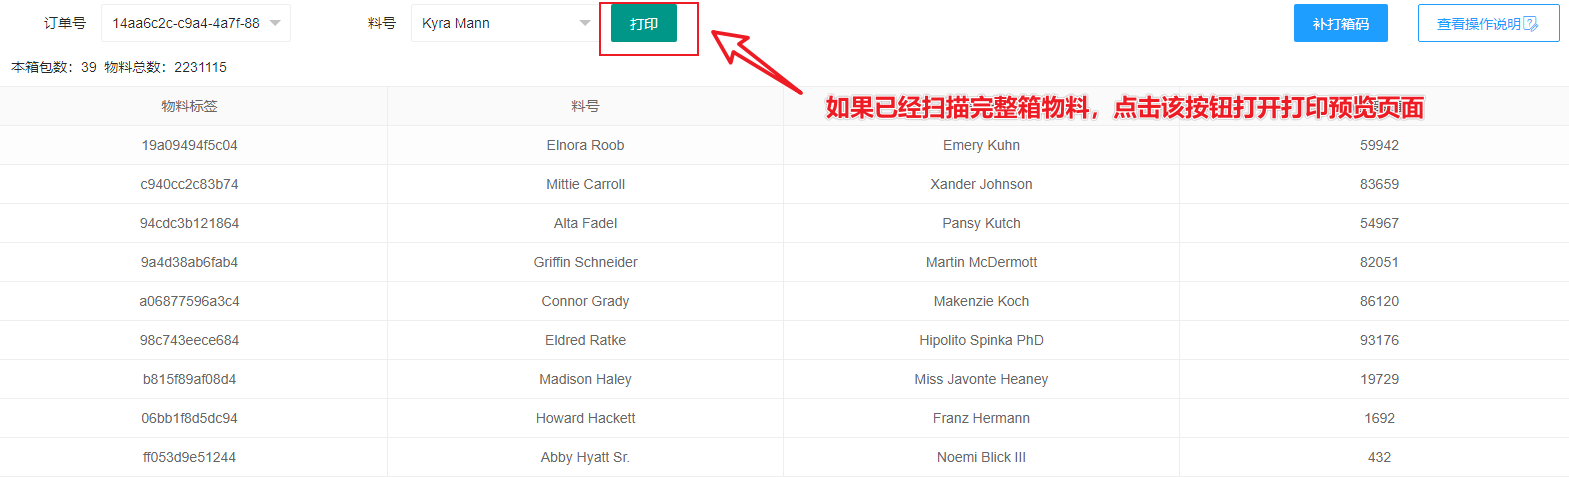 订单号 14aa6c2c-c9a4-4a7f-88 料号 Kyra Mann 打印 补打箱码 查看操作说明
本箱包数：39 物料总数：2231115
物料标签 料号
如果已经扫描完整箱物料，点击该按钮打开打印预览页面
19a09494f5c04 Elnora Roob Emery Kuhn 59942
c940cc2c83b74 Mittie Carroll Xander Johnson 83659
94cdc3b121864 Alta Fadel Pansy Kutch 54967
9a4d38ab6fab4 Griffin Schneider Martin McDermott 82051
a06877596a3c4 Connor Grady Makenzie Koch 86120
98c743eece684 Eldred Ratke Hipolito Spinka PhD 93176
b815f89af08d4 Madison Haley Miss Javonte Heaney 19729
06bb1f8d5dc94 Howard Hackett Franz Hermann 1692
ff053d9e51244 Abby Hyatt Sr. Noemi Blick III 432